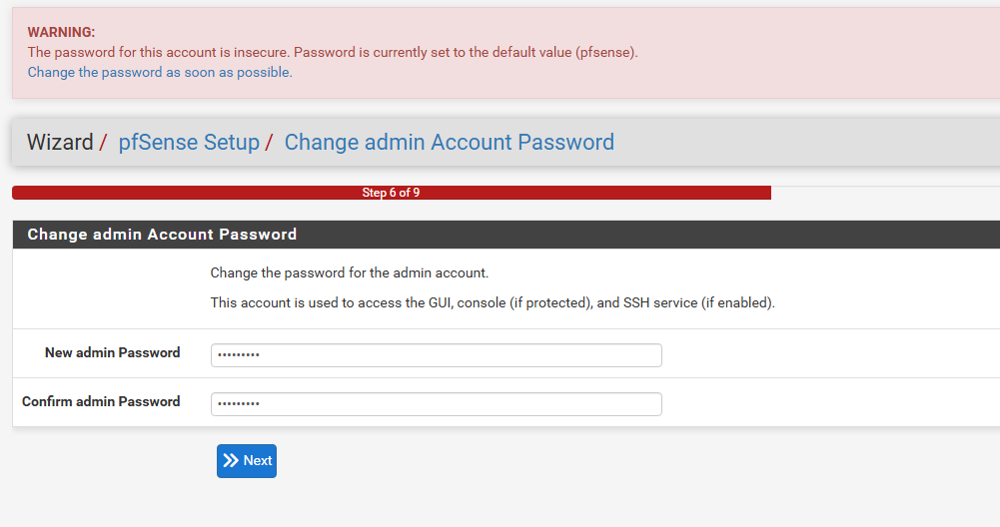 WARNING:
The password for this account is insecure. Password is currently set to the default value (pfsense).
Change the password as soon as possible.
Wizard / pfSense Setup / Change admin Account Password
Step 6 of 9
Change admin Account Password
Change the password for the admin account.
This account is used to access the GUI, console (if protected), and SSH service (if enabled).
New admin Password •••••••••
Confirm admin Password •••••••••
Next